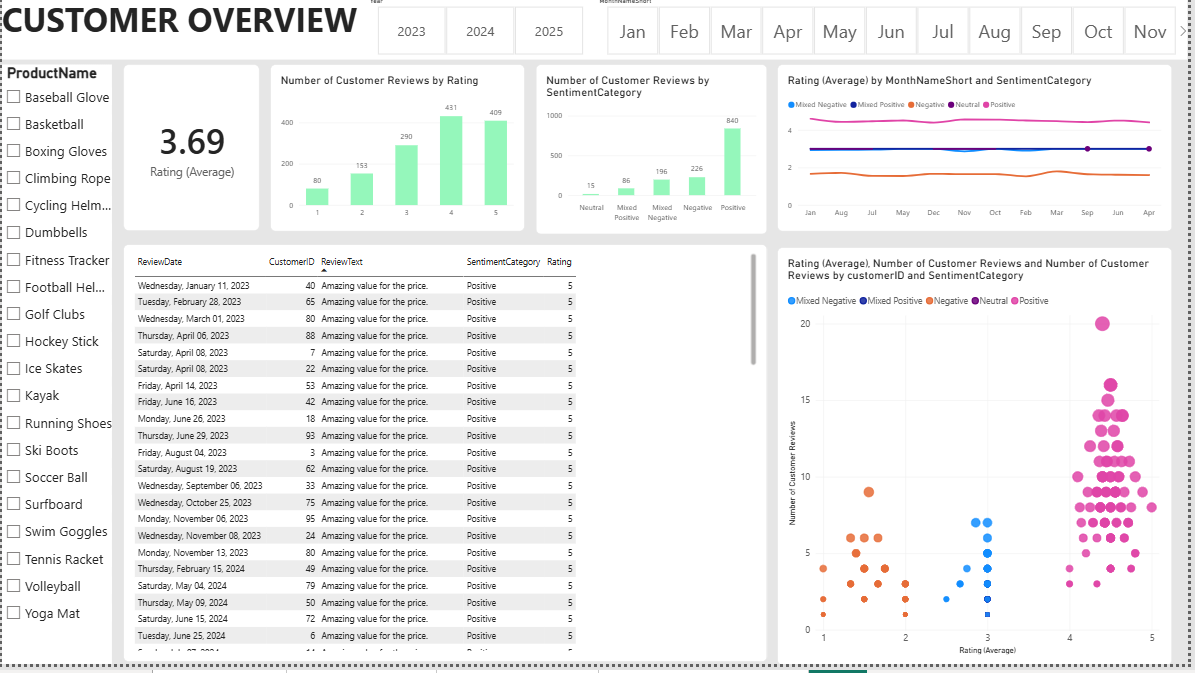 Year
MonthNameShort
CUSTOMER OVERVIEW
2023
2024
2025
Jan
Feb
Mar
Apr
May
Jun
Jul
Aug
Sep
Oct
Nov
ProductName
Baseball Glove
Basketball
Boxing Gloves
Climbing Rope
Cycling Helm...
Dumbbells
Fitness Tracker
Football Hel...
Golf Clubs
Hockey Stick
Ice Skates
Kayak
Running Shoes
Ski Boots
Soccer Ball
Surfboard
Swim Goggles
Tennis Racket
Volleyball
Yoga Mat
3.69
Rating (Average)
Number of Customer Reviews by Rating
400
200
0
80
153
290
431
409
1
2
3
4
5
Number of Customer Reviews by
SentimentCategory
1000
500
0
15
86
196
226
840
Neutral
Mixed
Positive
Mixed
Negative
Negative
Positive
Rating (Average) by MonthNameShort and SentimentCategory
Mixed Negative Mixed Positive Negative Neutral Positive
4
2
0
Jan Aug Jul May Dec Nov Oct Feb Mar Sep Jun Apr
ReviewDate CustomerID ReviewText SentimentCategory Rating
Wednesday, January 11, 2023 40 Amazing value for the price. Positive 5
Tuesday, February 28, 2023 65 Amazing value for the price. Positive 5
Wednesday, March 01, 2023 80 Amazing value for the price. Positive 5
Thursday, April 06, 2023 88 Amazing value for the price. Positive 5
Saturday, April 08, 2023 7 Amazing value for the price. Positive 5
Saturday, April 08, 2023 22 Amazing value for the price. Positive 5
Friday, April 14, 2023 53 Amazing value for the price. Positive 5
Friday, June 16, 2023 42 Amazing value for the price. Positive 5
Monday, June 26, 2023 18 Amazing value for the price. Positive 5
Thursday, June 29, 2023 93 Amazing value for the price. Positive 5
Friday, August 04, 2023 3 Amazing value for the price. Positive 5
Saturday, August 19, 2023 62 Amazing value for the price. Positive 5
Wednesday, September 06, 2023 33 Amazing value for the price. Positive 5
Wednesday, October 25, 2023 75 Amazing value for the price. Positive 5
Monday, November 06, 2023 95 Amazing value for the price. Positive 5
Wednesday, November 08, 2023 24 Amazing value for the price. Positive 5
Monday, November 13, 2023 80 Amazing value for the price. Positive 5
Thursday, February 15, 2024 49 Amazing value for the price. Positive 5
Saturday, May 04, 2024 79 Amazing value for the price. Positive 5
Thursday, May 09, 2024 50 Amazing value for the price. Positive 5
Saturday, June 15, 2024 72 Amazing value for the price. Positive 5
Tuesday, June 25, 2024 6 Amazing value for the price. Positive 5
Rating (Average), Number of Customer Reviews and Number of Customer
Reviews by customerID and SentimentCategory
Mixed Negative Mixed Positive Negative Neutral Positive
Number of Customer Reviews
20
15
10
5
0
1 2 3 4 5
Rating (Average)